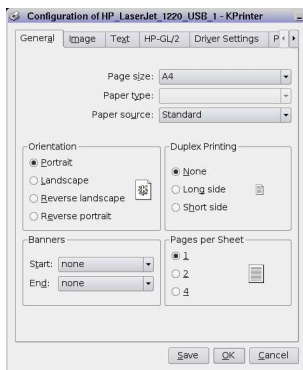 Configuration of HP_LaserJet_1220_USB_1 - KPrinter
General Image Text HP-GL/2 Driver Settings P
Page size: A4
Paper type:
Paper source: Standard
Orientation
Portrait
Landscape
Reverse landscape
Reverse portrait
Duplex Printing
None
Long side
Short side
Banners
Start: none
End: none
Pages per Sheet
1
2
4
Save OK Cancel